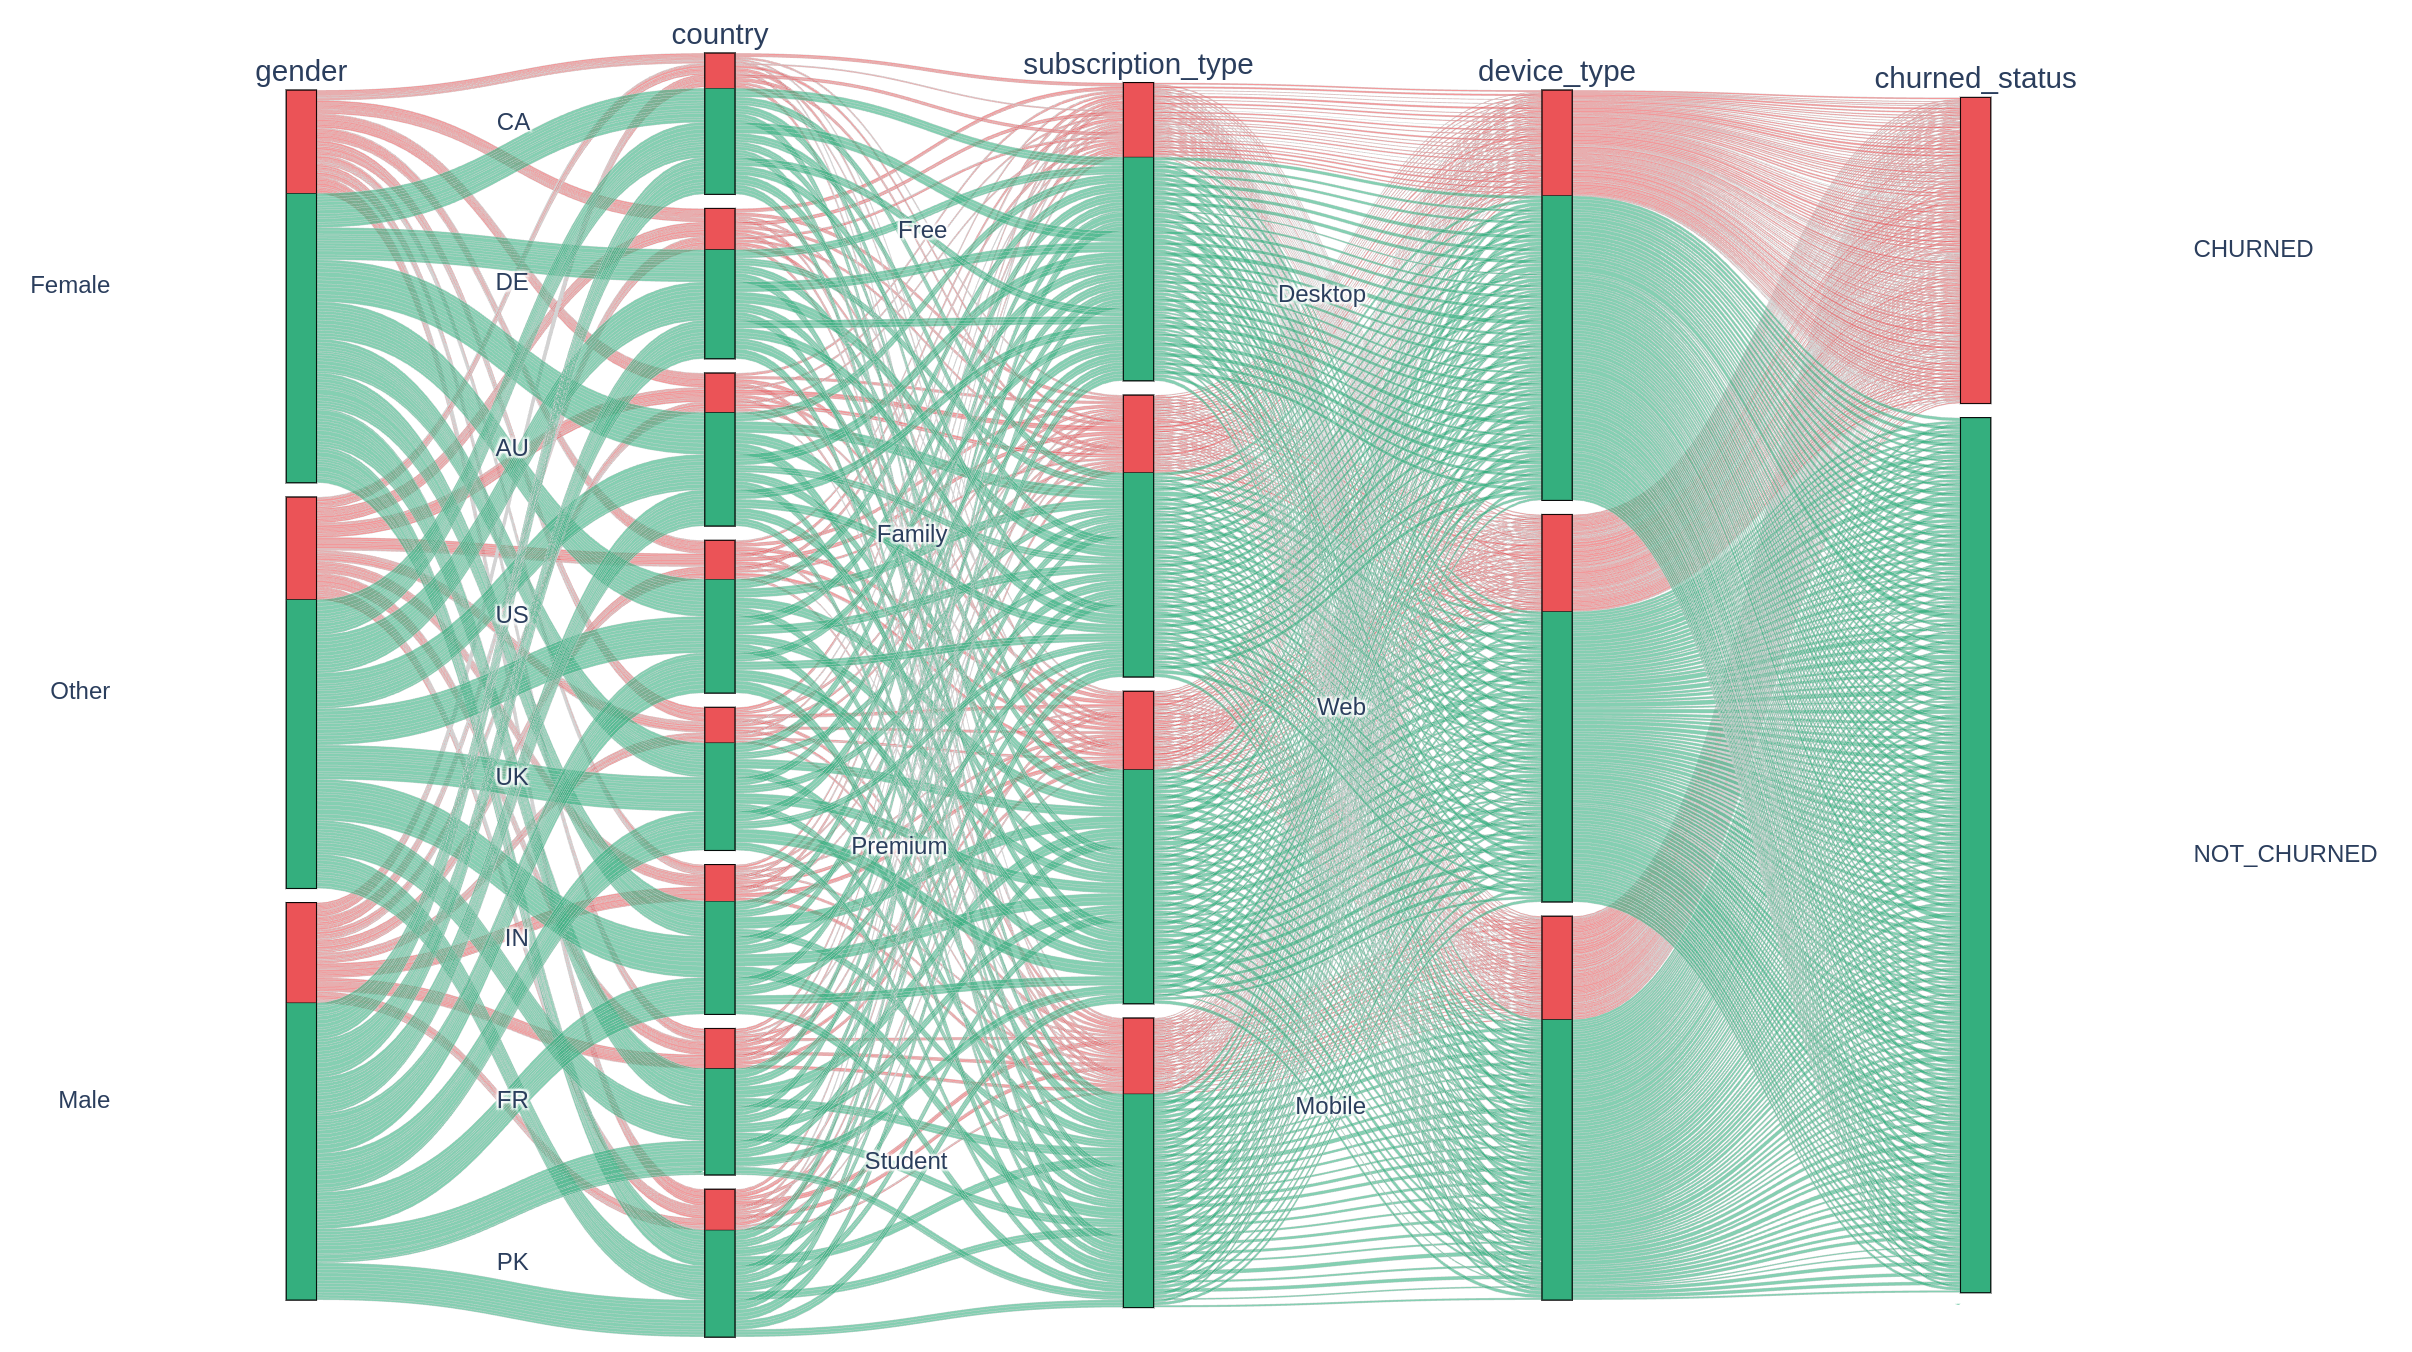 gender
country
subscription_type
device_type
churned_status
Female
Other
Male
CA
DE
AU
US
UK
IN
FR
PK
Free
Family
Premium
Student
Desktop
Web
Mobile
CHURNED
NOT_CHURNED